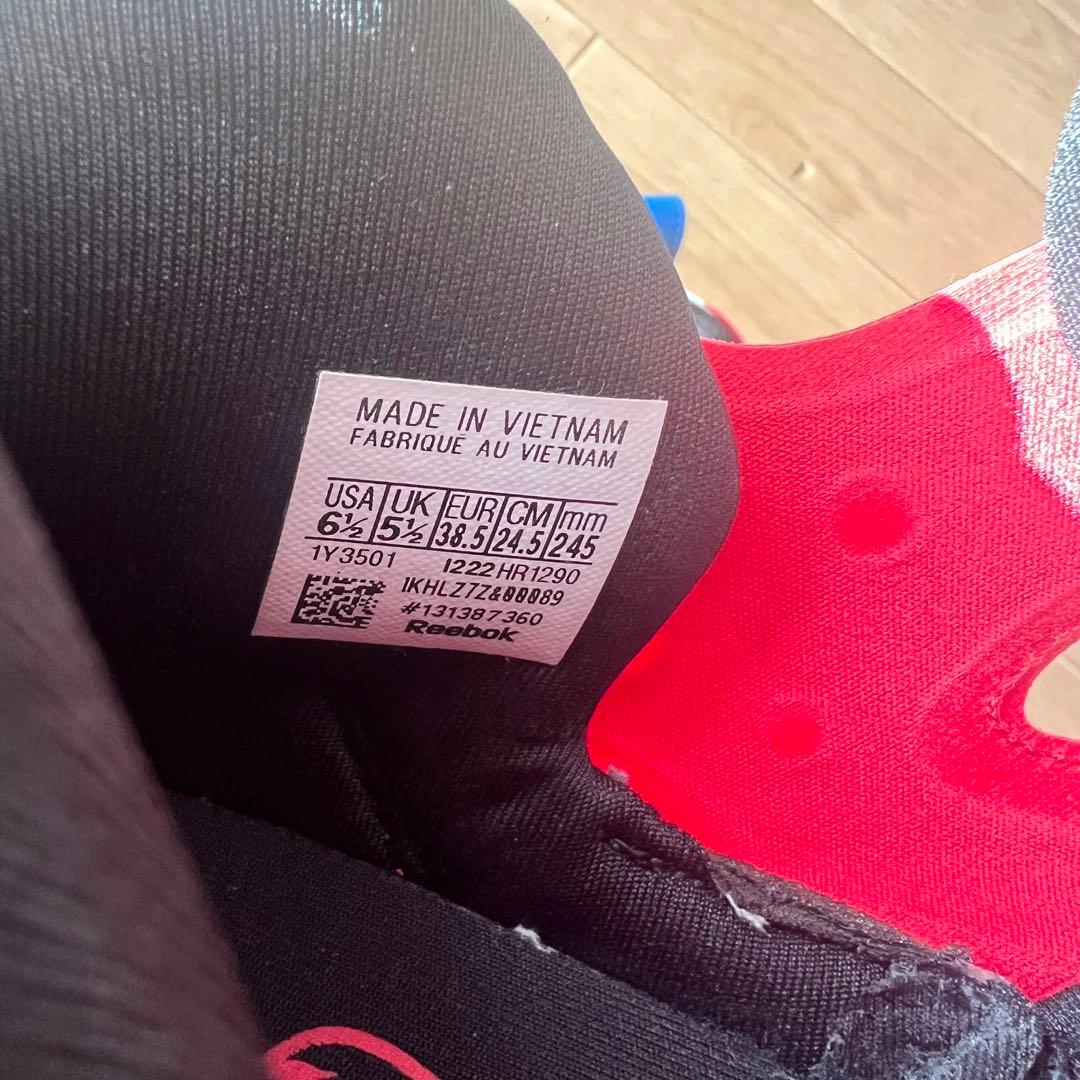 MADE IN VIETNAM
FABRIQUÉ AU VIETNAM
USA UK EUR CM mm
6½ 5½ 38.5 24.5 245
1Y3501 I222 HR1290
IKHLZ7Z&00089
#131387360
Reebok